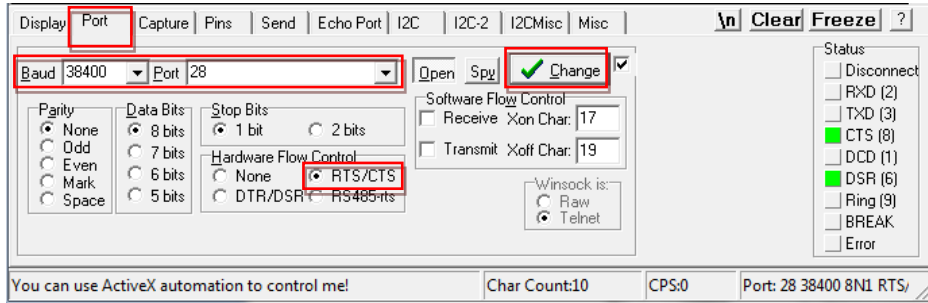 Display Port Capture Pins Send Echo Port I2C I2C-2 I2CMisc Misc \n Clear Freeze ?
Baud 38400 Port 28 Open Spy Change
Status
Disconnect
RXD (2)
TXD (3)
CTS (8)
DCD (1)
DSR (6)
Ring (9)
BREAK
Error
Parity
None
Odd
Even
Mark
Space
Data Bits
8 bits
7 bits
6 bits
5 bits
Stop Bits
1 bit 2 bits
Hardware Flow Control
None RTS/CTS
DTR/DSR RS485-rts
Software Flow Control
Receive Xon Char: 17
Transmit Xoff Char: 19
Winsock is:
Raw
Telnet
You can use ActiveX automation to control me! Char Count:10 CPS:0 Port: 28 38400 8N1 RTS/